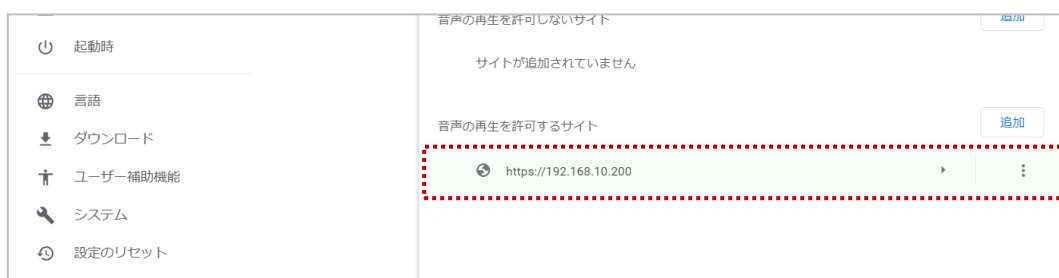 起動時
言語
ダウンロード
ユーザー補助機能
システム
設定のリセット
音声の再生を許可しないサイト
追加
サイトが追加されていません
音声の再生を許可するサイト
追加
https://192.168.10.200